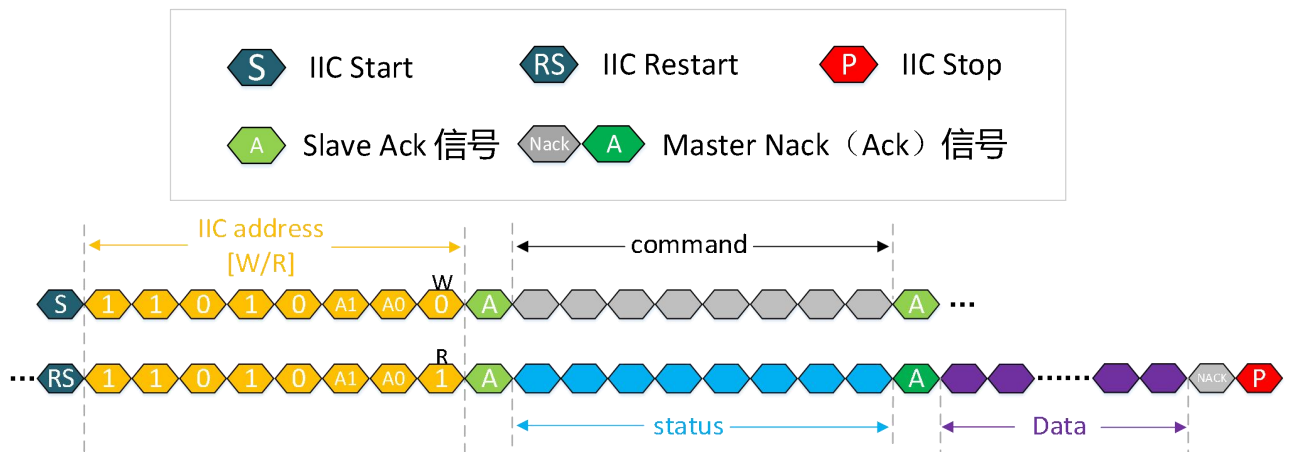 S IIC Start RS IIC Restart P IIC Stop
A Slave Ack 信号 Nack A Master Nack（Ack）信号
IIC address
[W/R]
command
W
S 1 1 0 1 0 A1 A0 0 A A ...
R
...RS 1 1 0 1 0 A1 A0 1 A A ...... NACK P
status Data